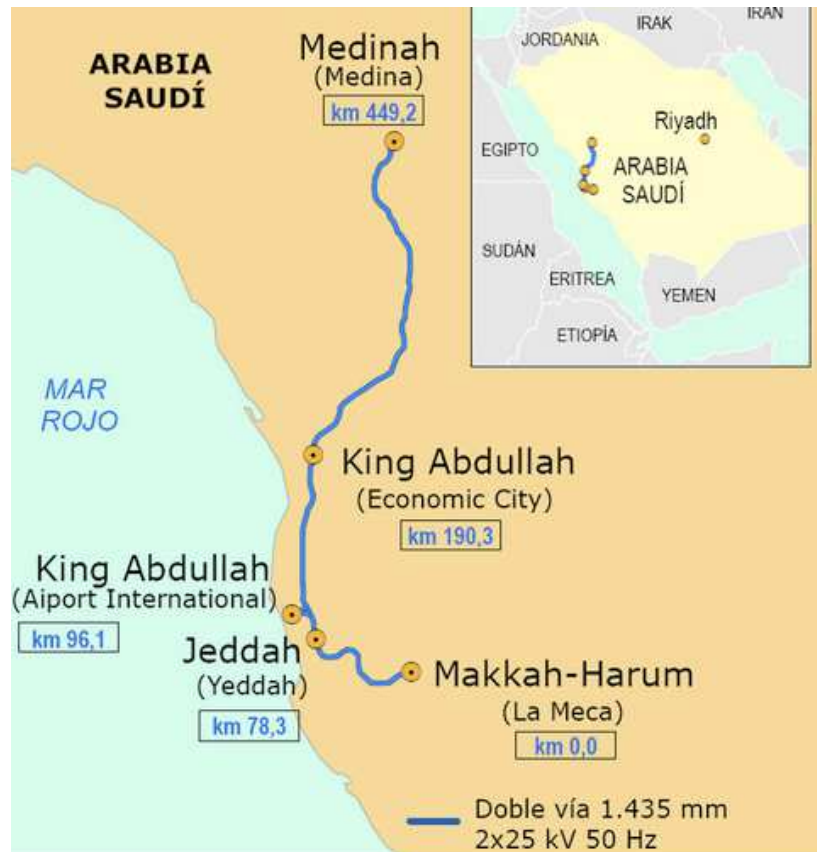 ARABIA
SAUDÍ
Medinah
(Medina)
km 449,2
MAR
ROJO
King Abdullah
(Economic City)
km 190,3
King Abdullah
(Aiport International)
km 96,1
Jeddah
(Yeddah)
km 78,3
Makkah-Harum
(La Meca)
km 0,0
Doble vía 1.435 mm
2x25 kV 50 Hz
JORDANIA
IRAK
IRAN
EGIPTO
Riyadh
ARABIA
SAUDÍ
SUDÁN
ERITREA
YEMEN
ETIOPÍA